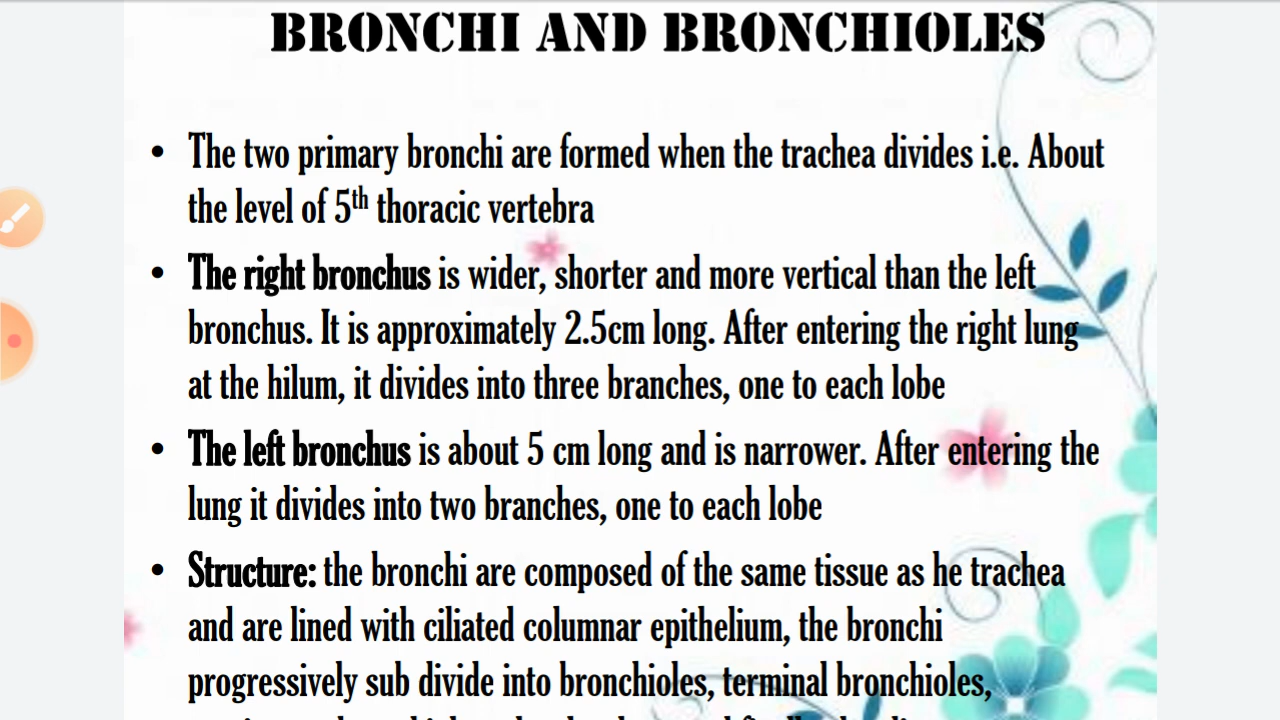 BRONCHI AND BRONCHIOLES
• The two primary bronchi are formed when the trachea divides i.e. About
the level of 5th thoracic vertebra
• The right bronchus is wider, shorter and more vertical than the left
bronchus. It is approximately 2.5cm long. After entering the right lung
at the hilum, it divides into three branches, one to each lobe
• The left bronchus is about 5 cm long and is narrower. After entering the
lung it divides into two branches, one to each lobe
• Structure: the bronchi are composed of the same tissue as he trachea
and are lined with ciliated columnar epithelium, the bronchi
progressively sub divide into bronchioles, terminal bronchioles,